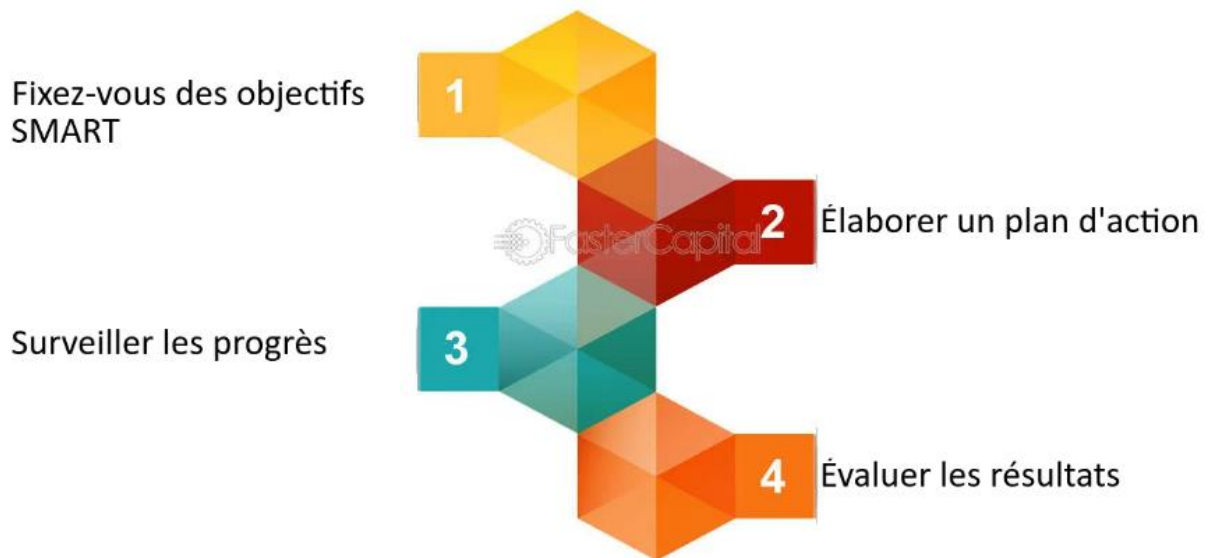 1
Fixez-vous des objectifs
SMART
2
Élaborer un plan d'action
FasterCapital
3
Surveiller les progrès
4
Évaluer les résultats